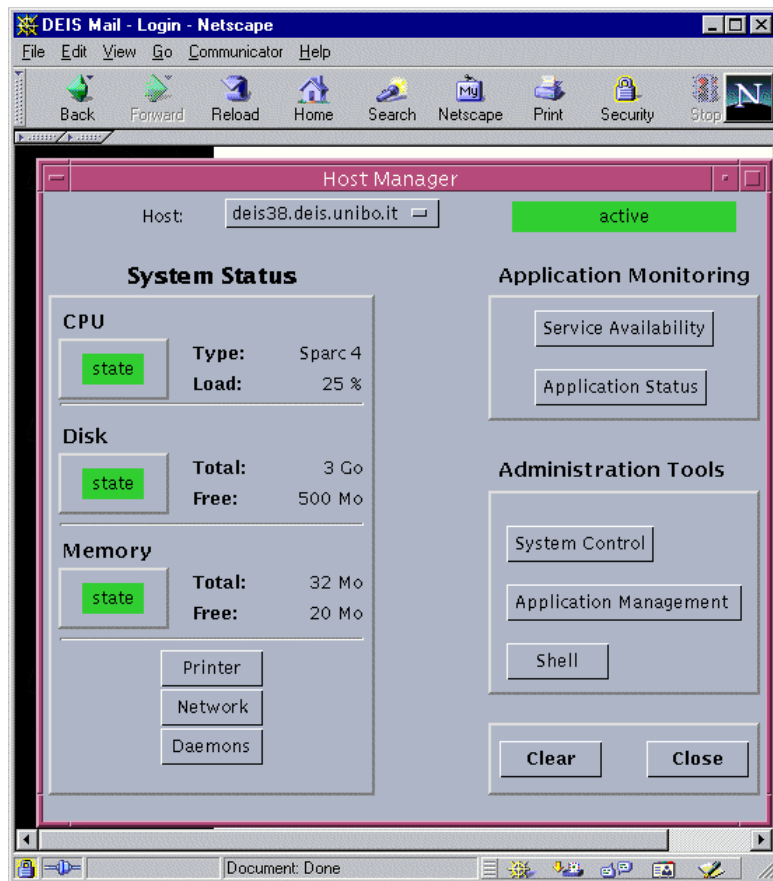 DEIS Mail - Login - Netscape
File Edit View Go Communicator Help
My
N
Back Forward Reload Home Search Netscape Print Security Stop
Host Manager
Host: deis38.deis.unibo.it active
System Status
CPU
state
Type: Sparc 4
Load: 25 %
Disk
state
Total: 3 Go
Free: 500 Mo
Memory
state
Total: 32 Mo
Free: 20 Mo
Printer
Network
Daemons
Application Monitoring
Service Availability
Application Status
Administration Tools
System Control
Application Management
Shell
Clear Close
Document: Done